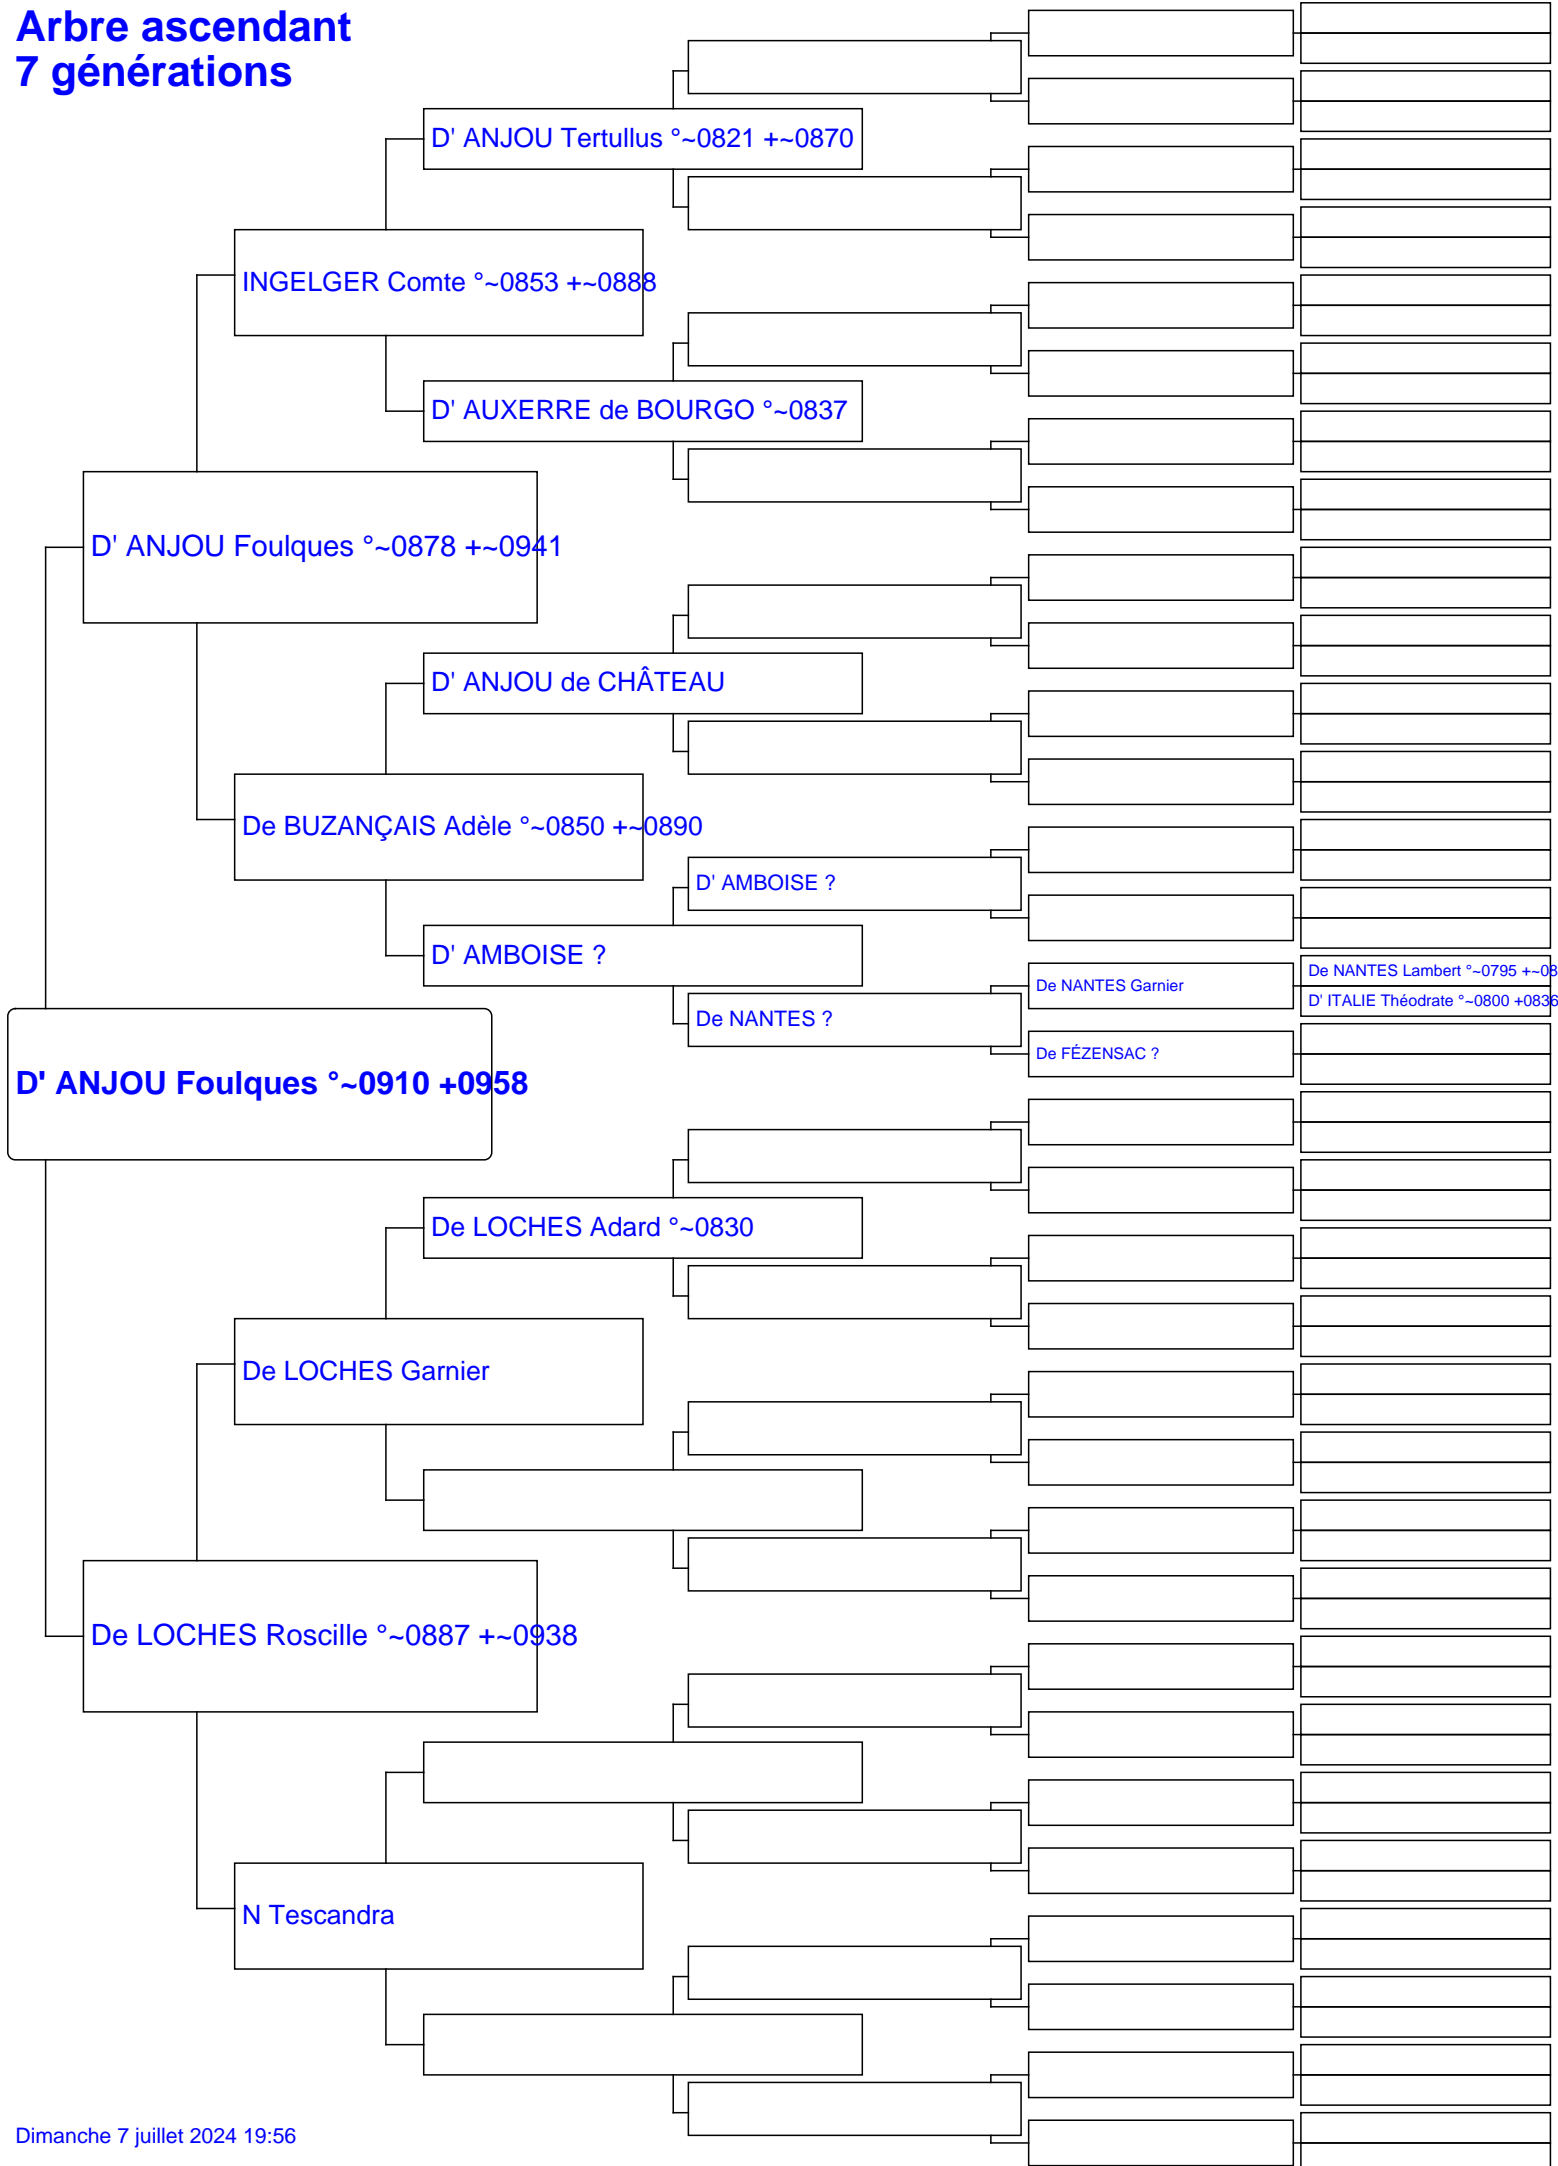 Arbre ascendant
7 générations
D' ANJOU Tertullus °~0821 +~0870
INGELGER Comte °~0853 +~0888
D' AUXERRE de BOURGO °~0837
D' ANJOU Foulques °~0878 +~0941
D' ANJOU de CHÂTEAU
De BUZANÇAIS Adèle °~0850 +~0890
D' AMBOISE ?
D' AMBOISE ?
De NANTES Lambert °~0795 +~08
De NANTES Garnier
D' ITALIE Théodrate °~0800 +0836
De NANTES ?
De FÉZENSAC ?
D' ANJOU Foulques °~0910 +0958
De LOCHES Adard °~0830
De LOCHES Garnier
De LOCHES Roscille °~0887 +~0938
N Tescandra
Dimanche 7 juillet 2024 19:56